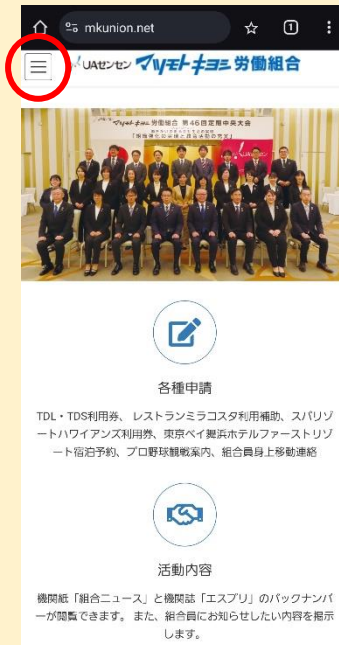 mkunion.net
1
UAゼンセン マツモトキヨシ労働組合
マツモトキヨシ労働組合 第46回定期中央大会
UAゼンセン
各種申請
TDL・TDS利用券、レストランミラコスタ利用補助、スパリゾ
ートハワイアンズ利用券、東京ベイ舞浜ホテルファーストリゾ
ート宿泊予約、プロ野球観戦案内、組合員身上移動連絡
活動内容
機関紙「組合ニュース」と機関誌「エスプリ」のバックナンバ
ーが閲覧できます。 また、組合員にお知らせしたい内容を掲示
します。